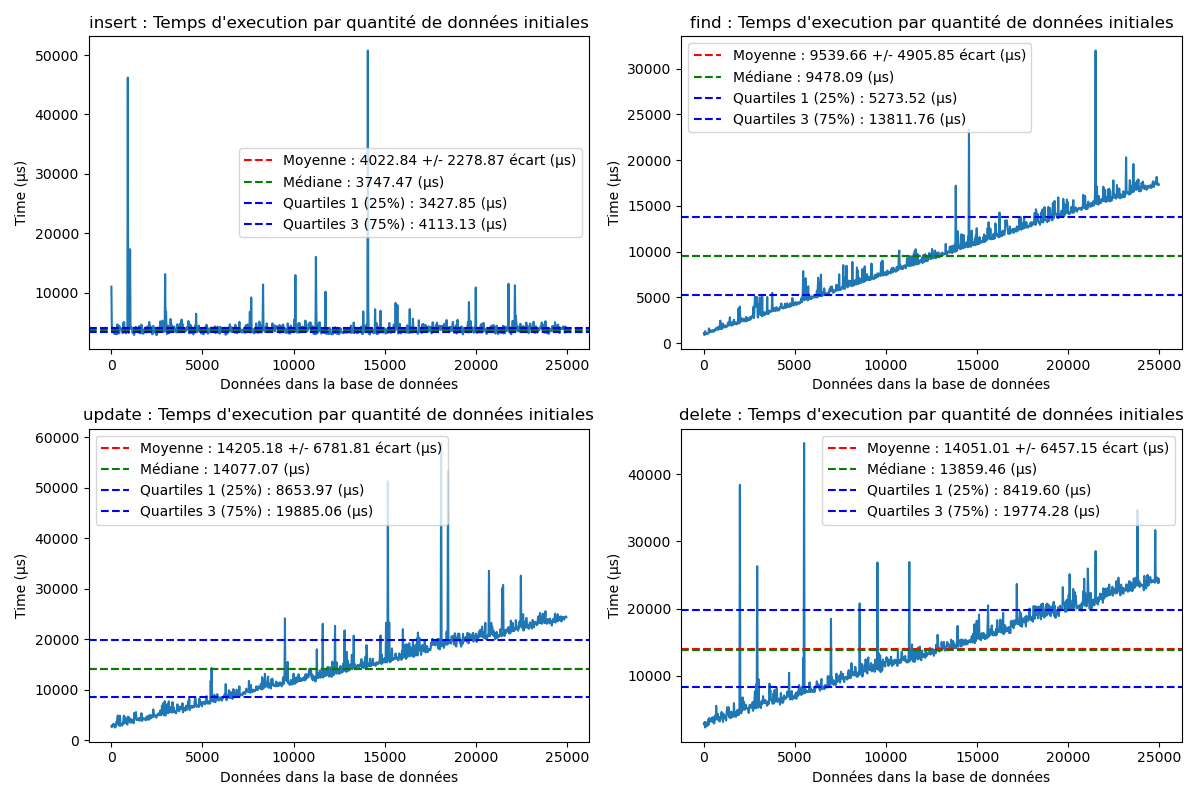 insert : Temps d'execution par quantité de données initiales
50000
40000
30000
20000
10000
Time (µs)
Moyenne : 4022.84 +/- 2278.87 écart (µs)
Médiane : 3747.47 (µs)
Quartiles 1 (25%) : 3427.85 (µs)
Quartiles 3 (75%) : 4113.13 (µs)
0 5000 10000 15000 20000 25000
Données dans la base de données
find : Temps d'execution par quantité de données initiales
30000
25000
20000
15000
10000
5000
0
Time (µs)
Moyenne : 9539.66 +/- 4905.85 écart (µs)
Médiane : 9478.09 (µs)
Quartiles 1 (25%) : 5273.52 (µs)
Quartiles 3 (75%) : 13811.76 (µs)
0 5000 10000 15000 20000 25000
Données dans la base de données
update : Temps d'execution par quantité de données initiales
60000
50000
40000
30000
20000
10000
0
Time (µs)
Moyenne : 14205.18 +/- 6781.81 écart (µs)
Médiane : 14077.07 (µs)
Quartiles 1 (25%) : 8653.97 (µs)
Quartiles 3 (75%) : 19885.06 (µs)
0 5000 10000 15000 20000 25000
Données dans la base de données
delete : Temps d'execution par quantité de données initiales
40000
30000
20000
10000
Time (µs)
Moyenne : 14051.01 +/- 6457.15 écart (µs)
Médiane : 13859.46 (µs)
Quartiles 1 (25%) : 8419.60 (µs)
Quartiles 3 (75%) : 19774.28 (µs)
0 5000 10000 15000 20000 25000
Données dans la base de données